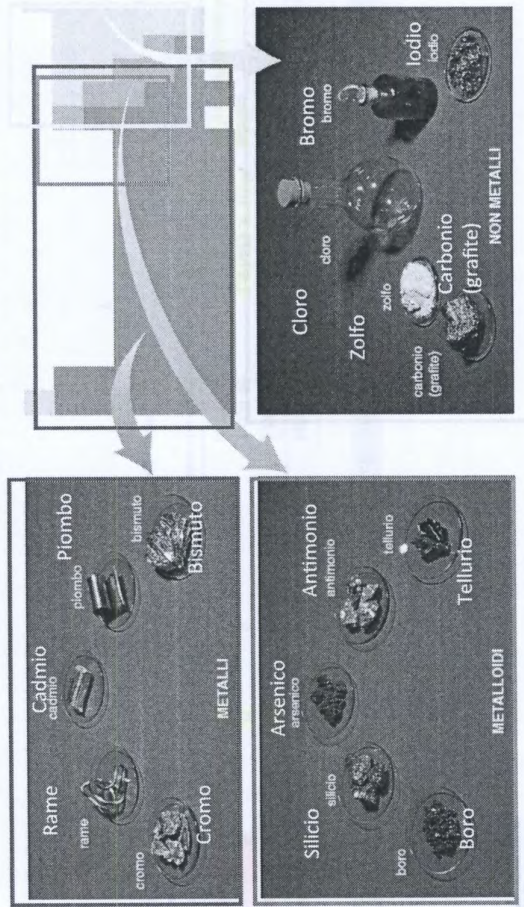 Rame
rame
Cadmio
cadmio
Piombo
piombo
cromo
Cromo
bismuto
Bismuto
METALLI
Silicio
silicio
Arsenico
arsenico
Antimonio
antimonio
boro
Boro
tellurio
Tellurio
METALLOIDI
Cloro
cloro
Bromo
bromo
Iodio
iodio
Zolfo
zolfo
carbonio
(grafite)
Carbonio
(grafite)
NON METALLI